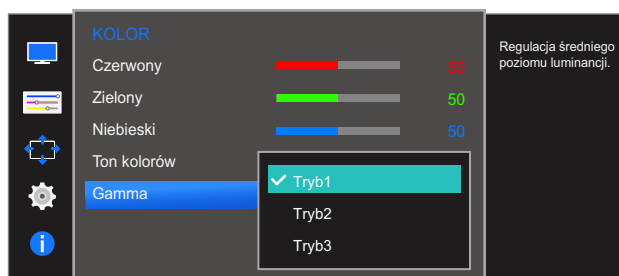 KOLOR
Czerwony 50
Zielony 50
Niebieski 50
Ton kolorów
Gamma
Tryb1
Tryb2
Tryb3
Regulacja średniego
poziomu luminancji.